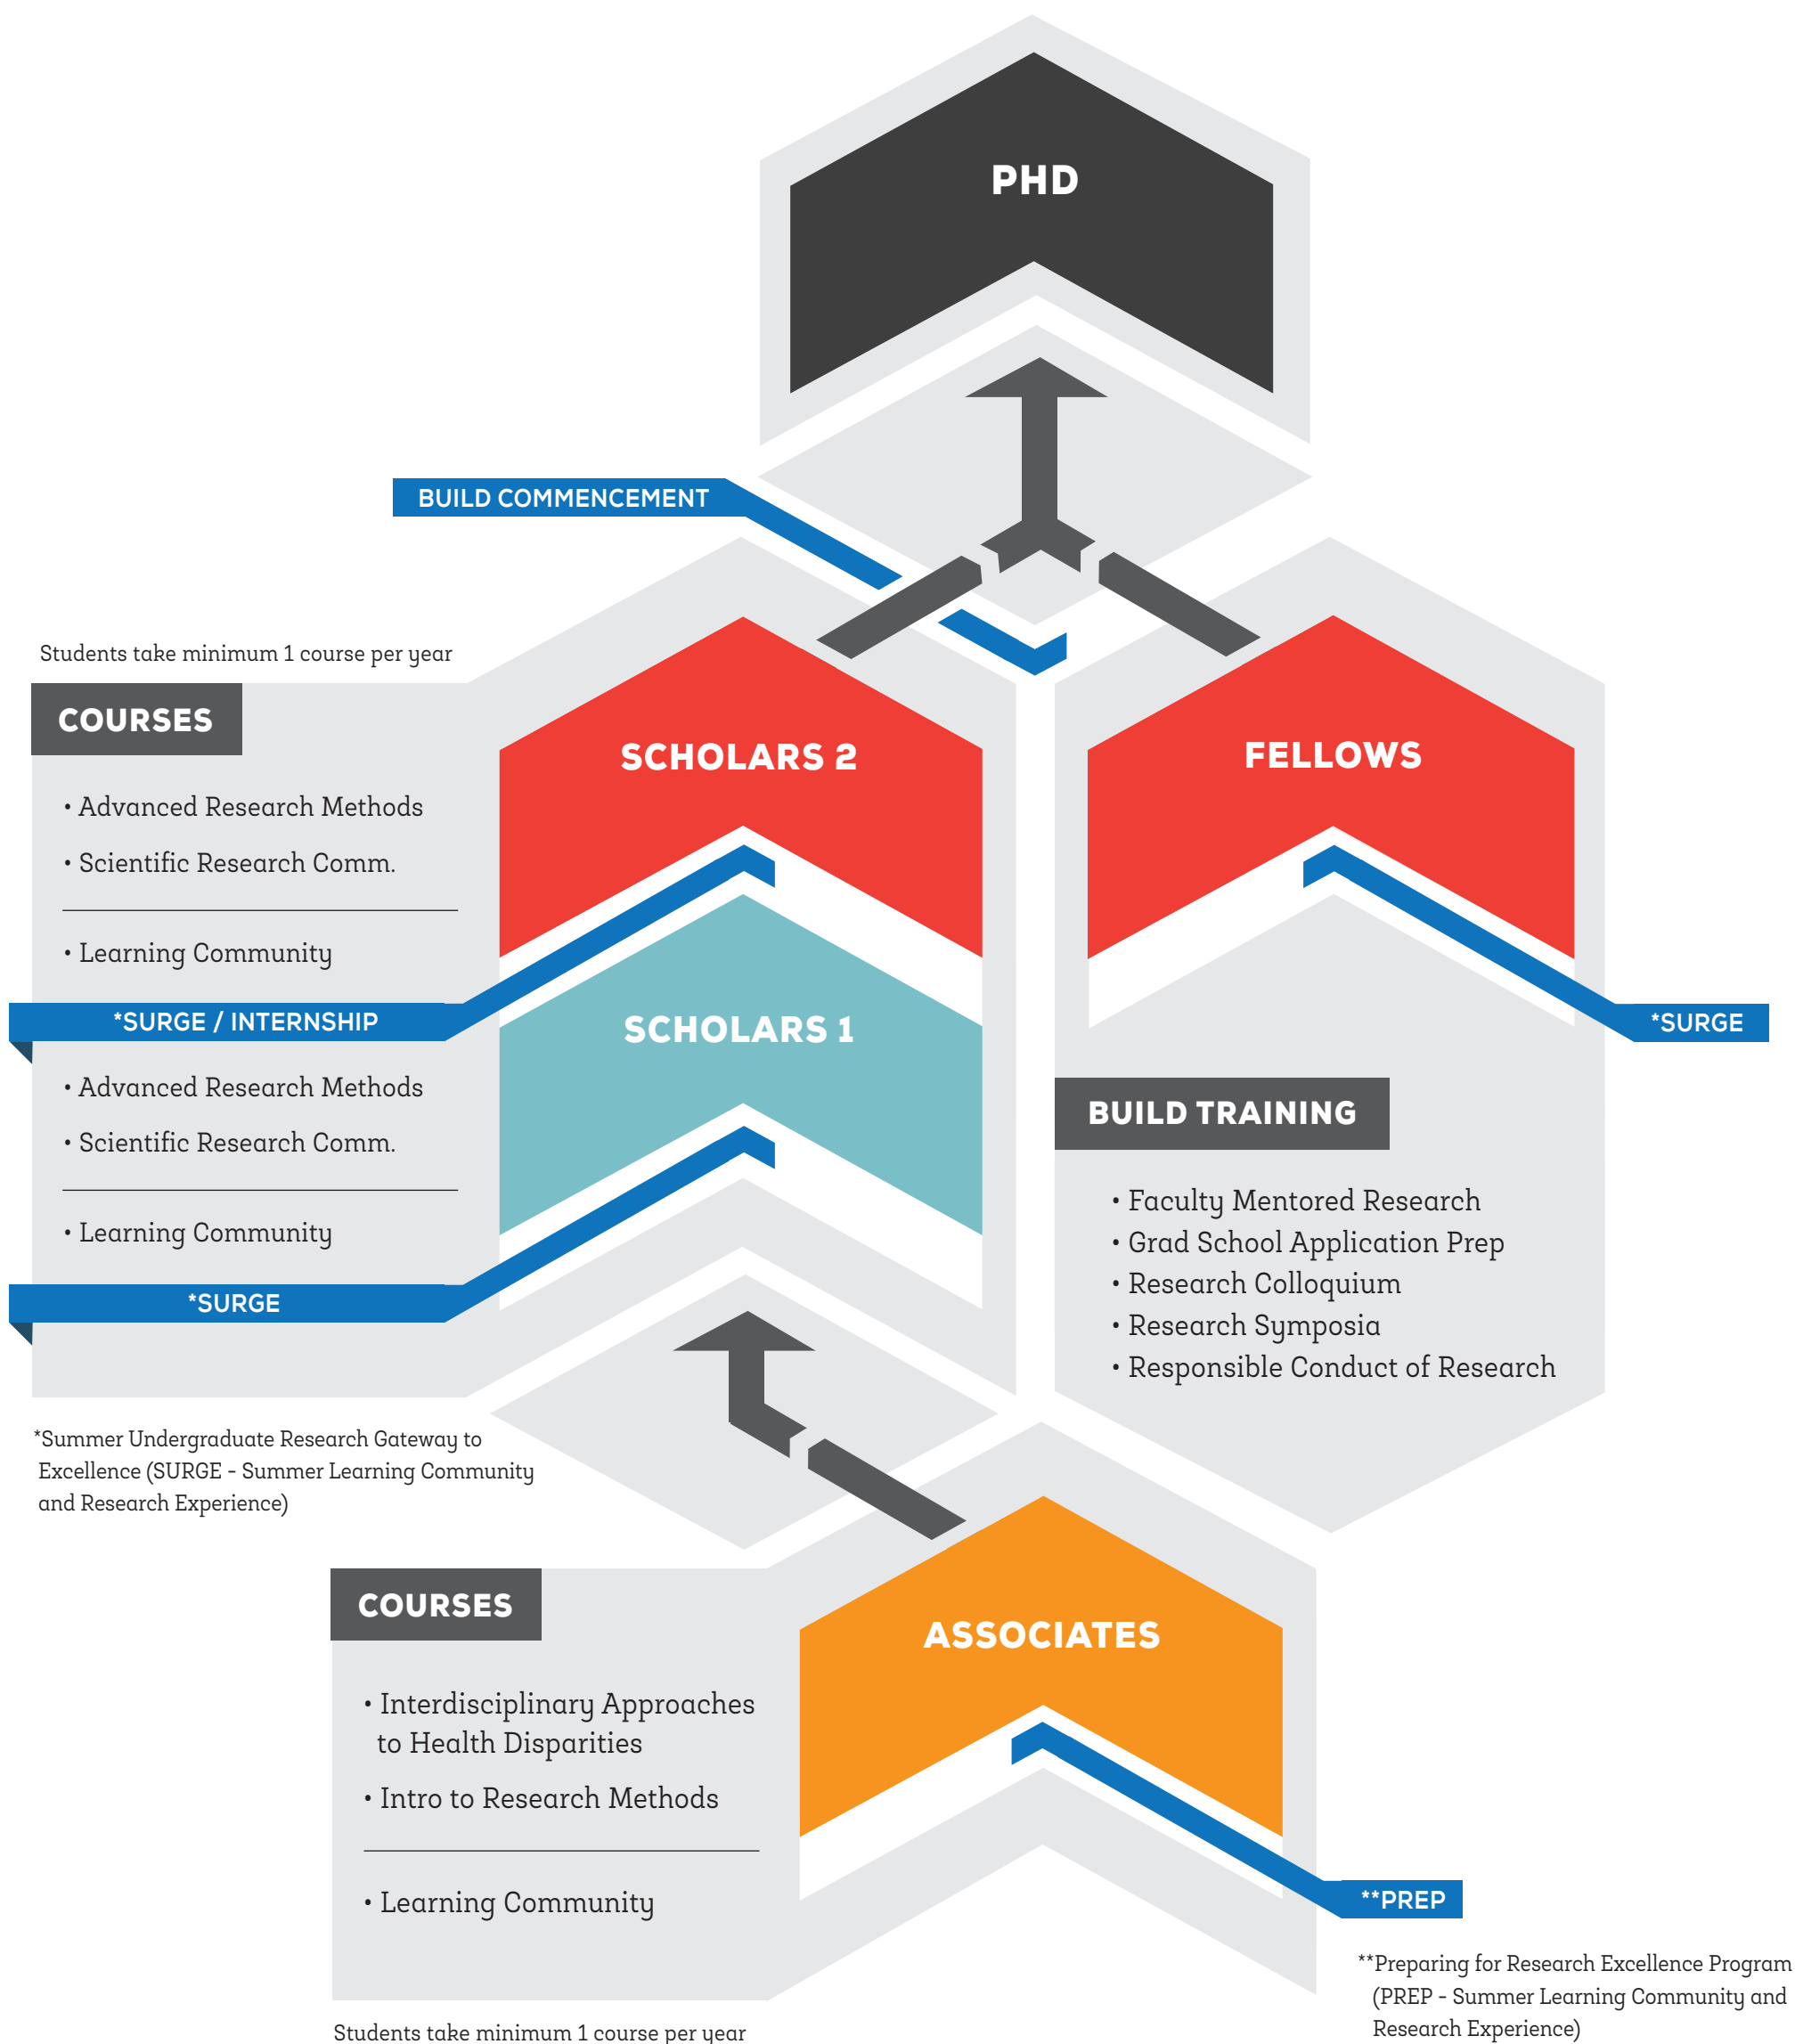 PHD
BUILD COMMENCEMENT
Students take minimum 1 course per year
COURSES
SCHOLARS 2
• Advanced Research Methods
• Scientific Research Comm.
• Learning Community
*SURGE / INTERNSHIP
SCHOLARS 1
• Advanced Research Methods
• Scientific Research Comm.
• Learning Community
*SURGE
*Summer Undergraduate Research Gateway to
Excellence (SURGE - Summer Learning Community
and Research Experience)
FELLOWS
*SURGE
BUILD TRAINING
• Faculty Mentored Research
• Grad School Application Prep
• Research Colloquium
• Research Symposia
• Responsible Conduct of Research
COURSES
ASSOCIATES
• Interdisciplinary Approaches
to Health Disparities
• Intro to Research Methods
• Learning Community
**PREP
**Preparing for Research Excellence Program
(PREP - Summer Learning Community and
Research Experience)
Students take minimum 1 course per year